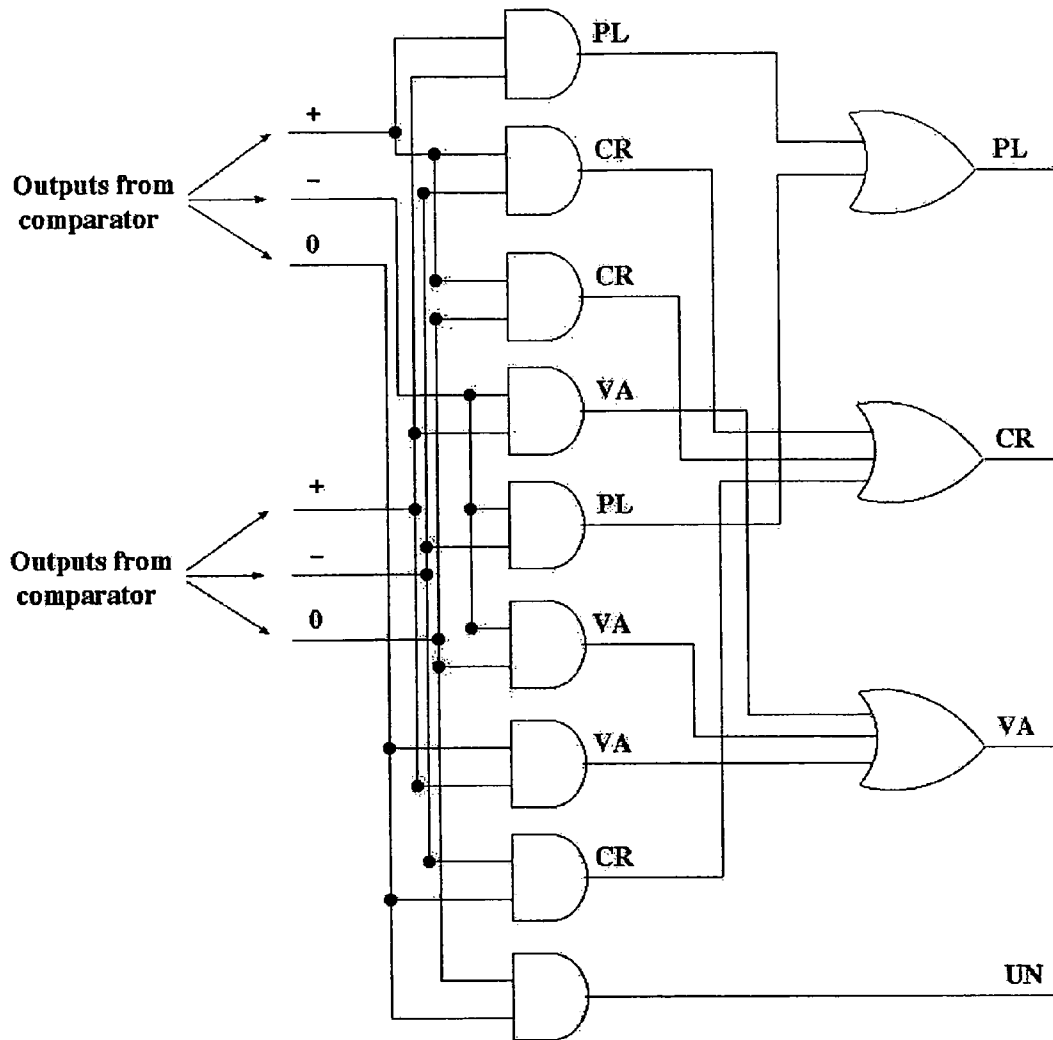 PL
+
CR
PL
Outputs from
comparator
−
0
CR
VA
CR
+
PL
Outputs from
comparator
−
0
VA
VA
VA
CR
UN